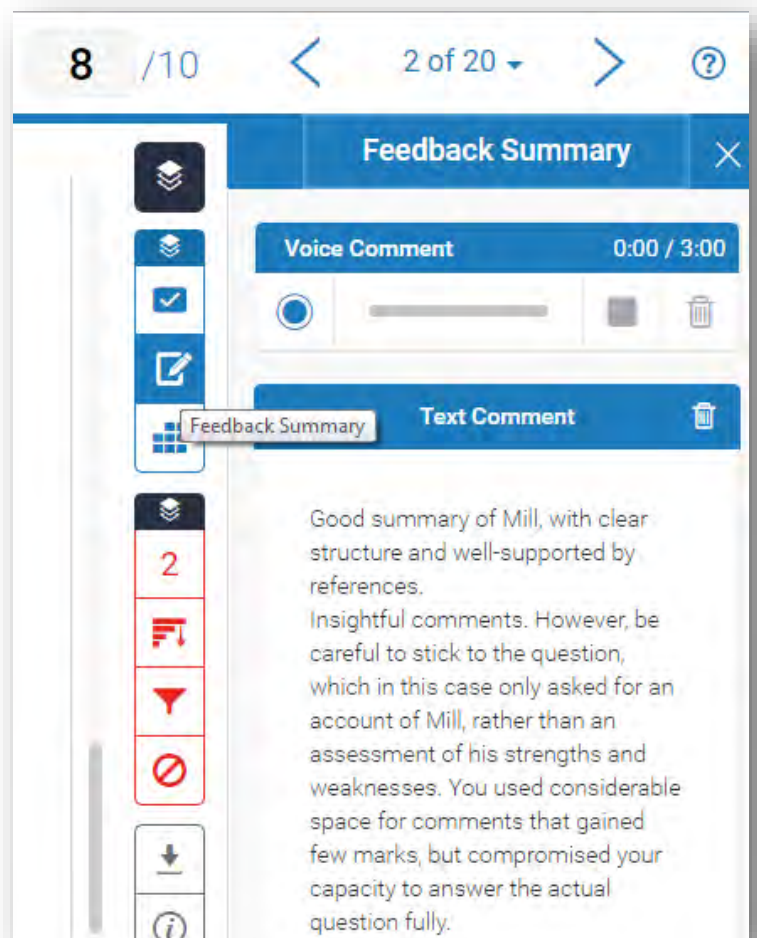 8 /10
2 of 20
?
Feedback Summary
Voice Comment 0:00 / 3:00
Feedback Summary
Text Comment
2
i
Good summary of Mill, with clear
structure and well-supported by
references.
Insightful comments. However, be
careful to stick to the question,
which in this case only asked for an
account of Mill, rather than an
assessment of his strengths and
weaknesses. You used considerable
space for comments that gained
few marks, but compromised your
capacity to answer the actual
question fully.